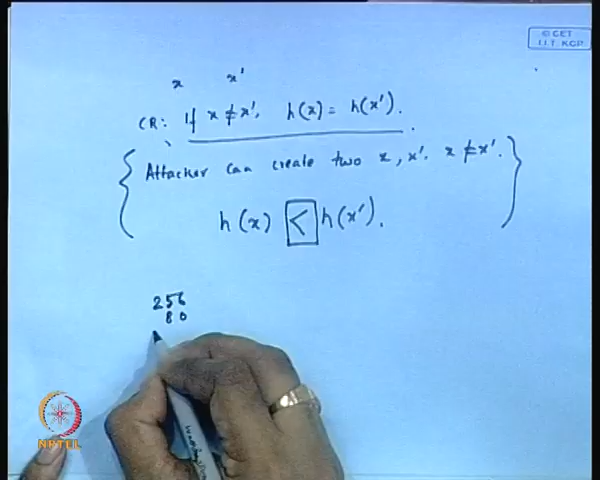 © CET
I.I.T. KGP
x x'
CR: If x ≠ x', h(x) = h(x').
Attacker can create two x, x'. x ≠ x'.
h(x) < h(x').
256
80
NPTEL